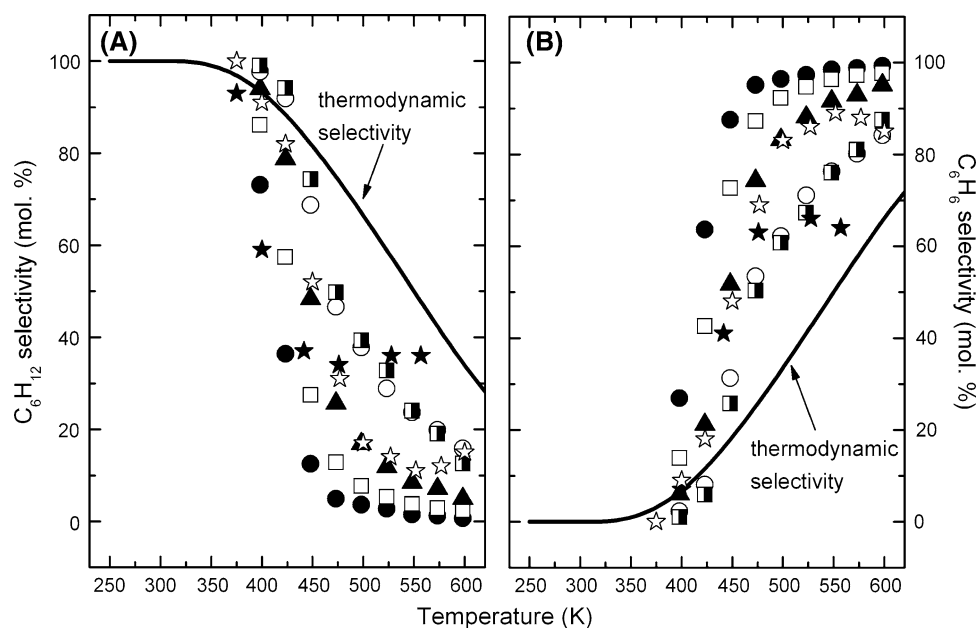 (A)
(B)
thermodynamic
selectivity
thermodynamic
selectivity
C₆H₁₂ selectivity (mol. %)
100
80
60
40
20
0
C₆H₆ selectivity (mol. %)
100
80
60
40
20
0
250 300 350 400 450 500 550 600
250 300 350 400 450 500 550 600
Temperature (K)